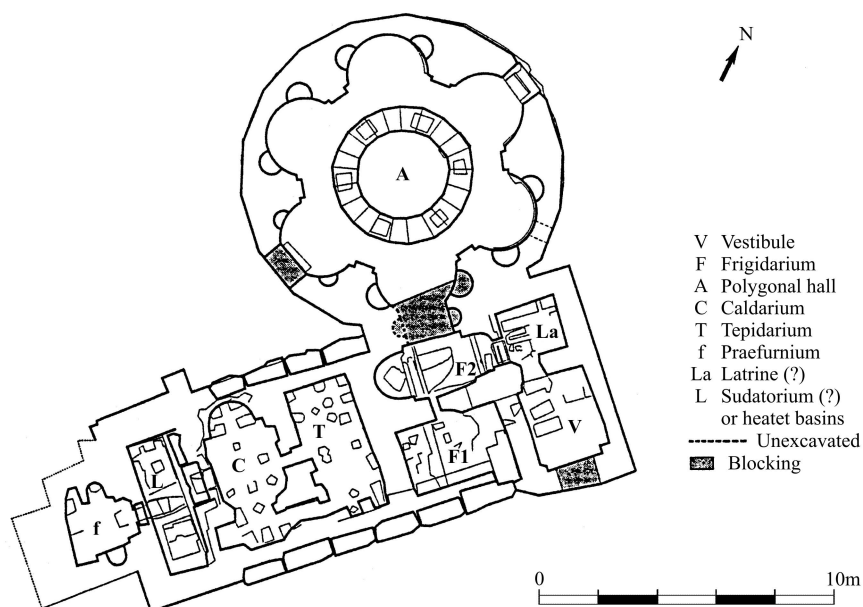 N
A
V Vestibule
F Frigidarium
A Polygonal hall
C Caldarium
T Tepidarium
f Praefurnium
La Latrine (?)
L Sudatorium (?)
or heatet basins
Unexcavated
Blocking
La
F2
V
F1
T
C
L
f
0 10m